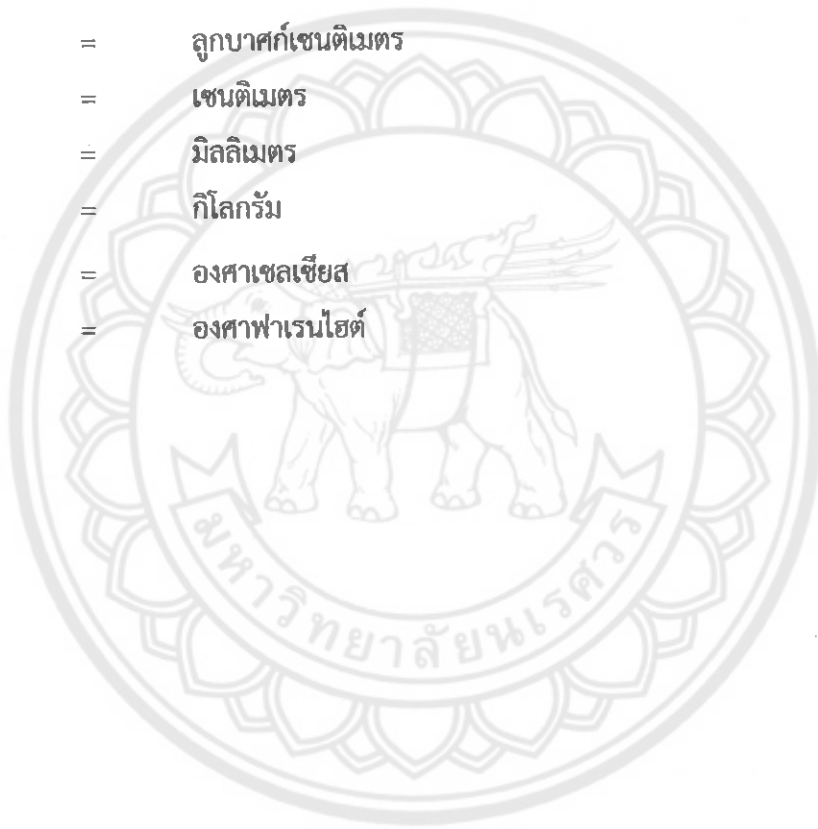 = ลูกบาศก์เซนติเมตร
= เซนติเมตร
= มิลลิเมตร
= กิโลกรัม
= องศาเซลเซียส
= องศาฟาเรนไฮต์
มหาวิทยาลัยนเรศวร